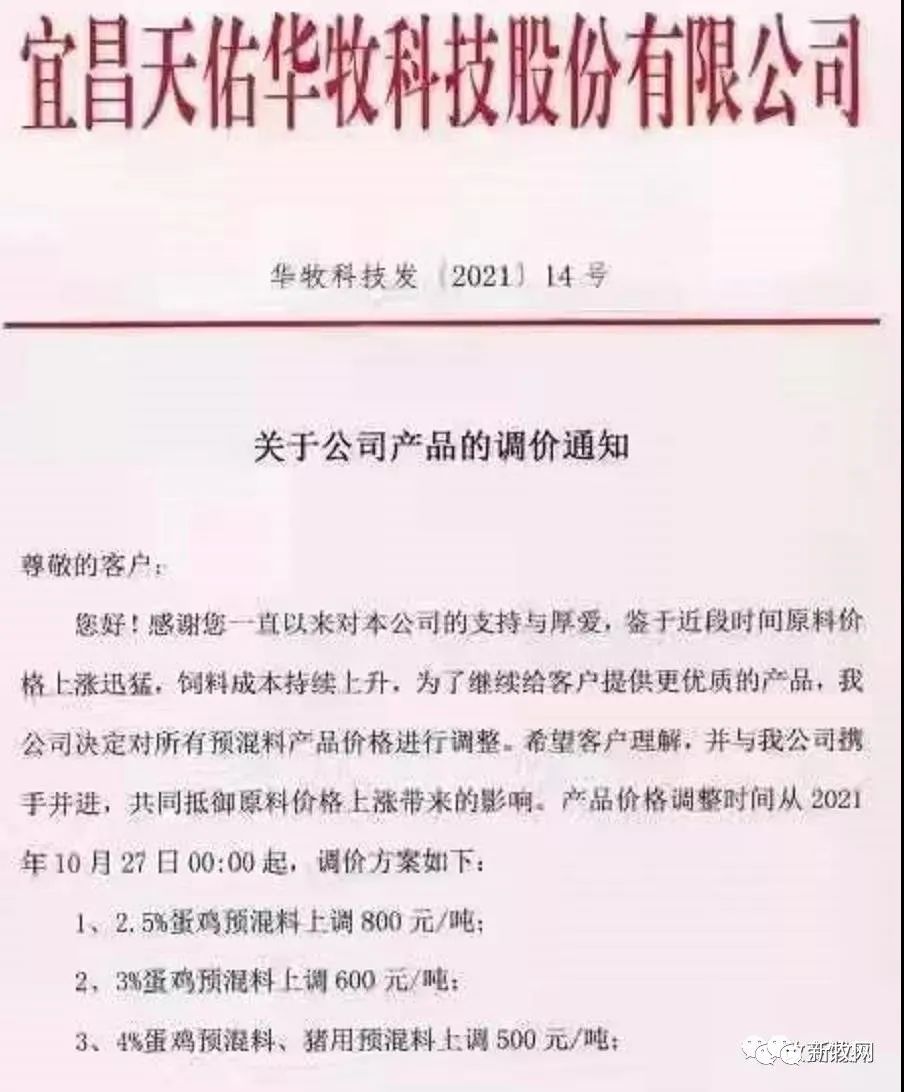 宜昌天佑华牧科技股份有限公司
华牧科技发〔2021〕14号
关于公司产品的调价通知
尊敬的客户：
您好！感谢您一直以来对本公司的支持与厚爱，鉴于近段时间原料价
格上涨迅猛，饲料成本持续上升，为了继续给客户提供更优质的产品，我
公司决定对所有预混料产品价格进行调整。希望客户理解，并与我公司携
手并进，共同抵御原料价格上涨带来的影响。产品价格调整时间从2021
年10月27日00:00起，调价方案如下：
1、2.5%蛋鸡预混料上调800元/吨；
2、3%蛋鸡预混料上调600元/吨；
3、4%蛋鸡预混料、猪用预混料上调500元/吨；
新牧网